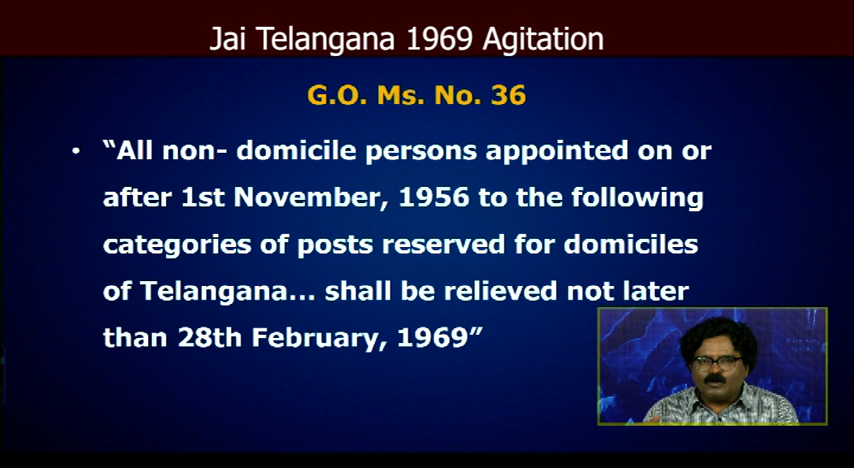 Jai Telangana 1969 Agitation
G.O. Ms. No. 36
• “All non- domicile persons appointed on or
after 1st November, 1956 to the following
categories of posts reserved for domiciles
of Telangana... shall be relieved not later
than 28th February, 1969”